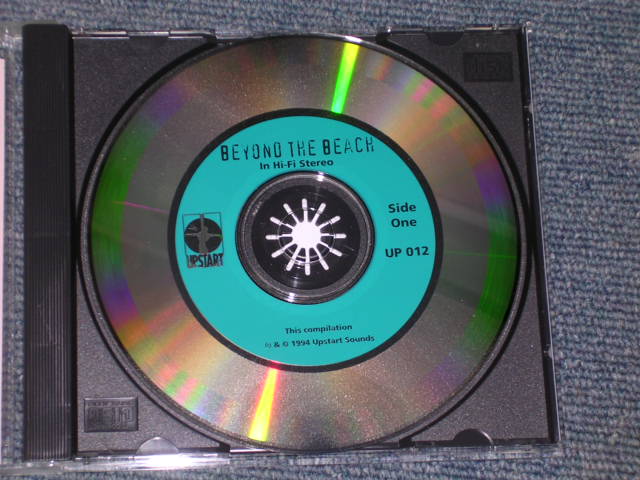 BEYOND THE BEACH
In Hi-Fi Stereo
Side
One
UP 012
UPSTART
This compilation
℗ & © 1994 Upstart Sounds